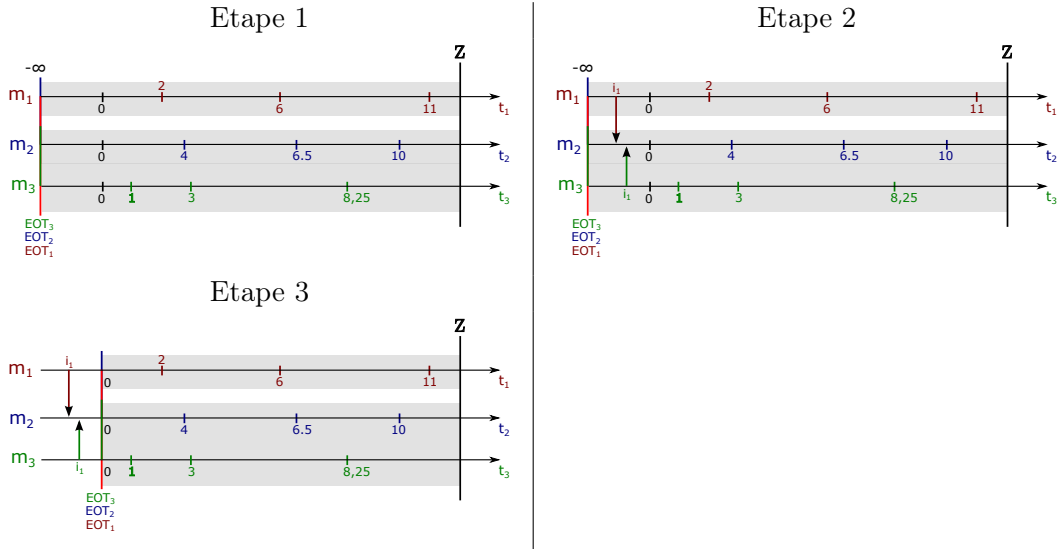 Etape 1
Z
-∞
m₁ 0 2 6 11 t₁
m₂ 0 4 6.5 10 t₂
m₃ 0 1 3 8,25 t₃
EOT₃
EOT₂
EOT₁
Etape 2
Z
-∞
m₁ i₁ 0 2 6 11 t₁
m₂ 0 4 6.5 10 t₂
m₃ i₁ 0 1 3 8,25 t₃
EOT₃
EOT₂
EOT₁
Etape 3
Z
m₁ i₁ 0 2 6 11 t₁
m₂ 0 4 6.5 10 t₂
m₃ i₁ 0 1 3 8,25 t₃
EOT₃
EOT₂
EOT₁